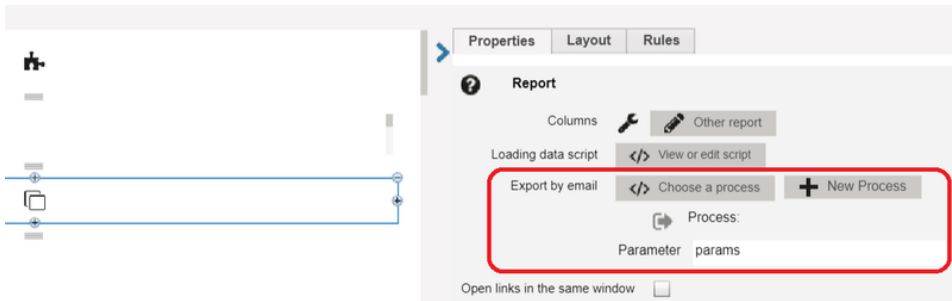 Properties Layout Rules
Report
Columns Other report
Loading data script View or edit script
Export by email Choose a process New Process
Process:
Parameter params
Open links in the same window